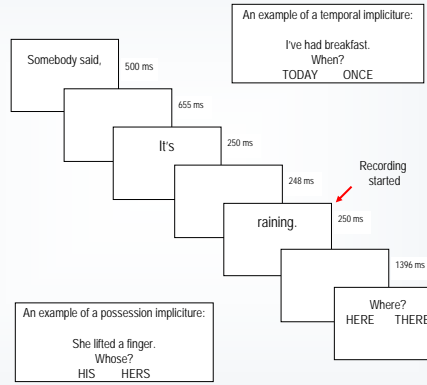 An example of a temporal impliciture:
I've had breakfast.
When?
TODAY ONCE
Somebody said,
500 ms
655 ms
It's
250 ms
248 ms
Recording
started
raining.
250 ms
1396 ms
Where?
HERE THERE
An example of a possession impliciture:
She lifted a finger.
Whose?
HIS HERS